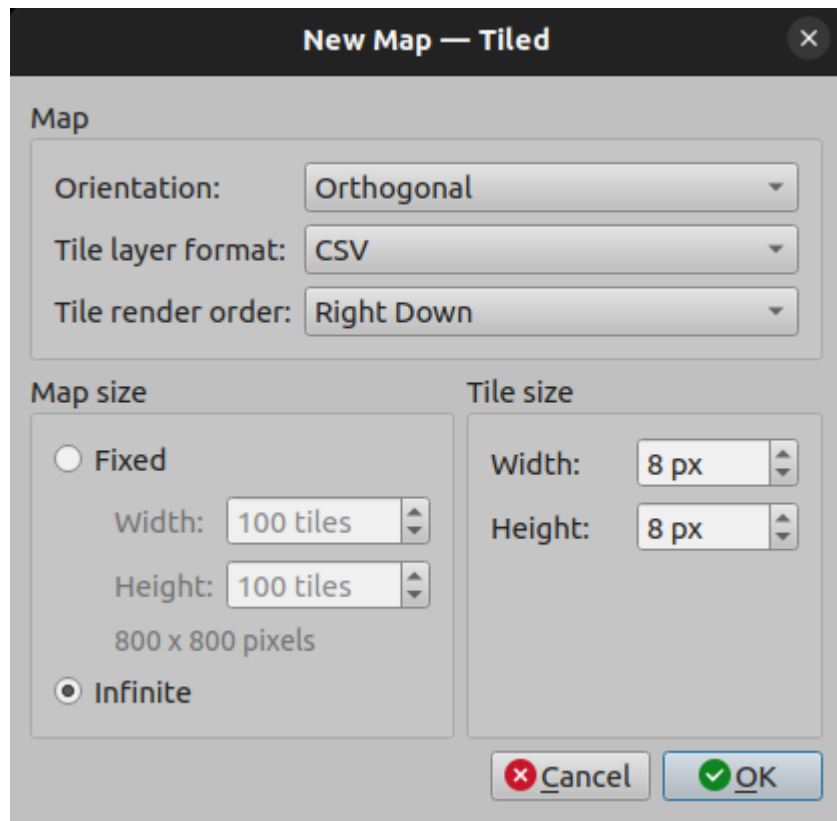 New Map — Tiled
Map
Orientation: Orthogonal
Tile layer format: CSV
Tile render order: Right Down
Map size
Fixed
Width: 100 tiles
Height: 100 tiles
800 x 800 pixels
Infinite
Tile size
Width: 8 px
Height: 8 px
Cancel OK